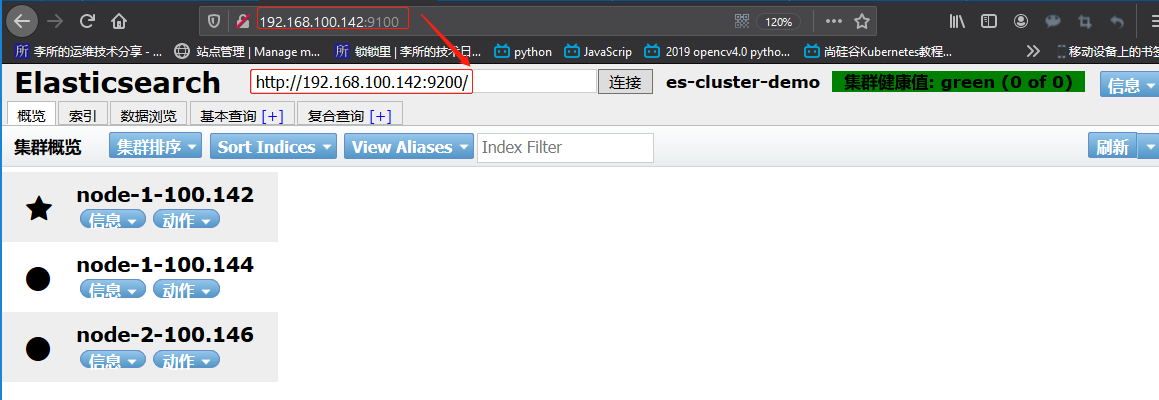 192.168.100.142:9100 120%
李所的运维技术分享 - ... 站点管理 | Manage m... 锁锁里 | 李所的技术日... python JavaScrip 2019 opencv4.0 pytho... 尚硅谷Kubernetes教程... 移动设备上的书签
Elasticsearch http://192.168.100.142:9200/ 连接 es-cluster-demo 集群健康值: green (0 of 0) 信息
概览 索引 数据浏览 基本查询 [+] 复合查询 [+]
集群概览 集群排序 Sort Indices View Aliases Index Filter 刷新
node-1-100.142
信息 动作
node-1-100.144
信息 动作
node-2-100.146
信息 动作